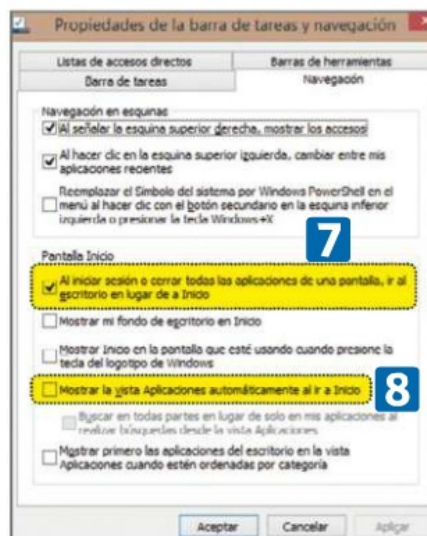 Propiedades de la barra de tareas y navegación
Listas de accesos directos
Barras de herramientas
Barra de tareas
Navegación
Navegación en esquinas
Al señalar la esquina superior derecha, mostrar los accesos
Al hacer clic en la esquina superior izquierda, cambiar entre mis
aplicaciones recientes
Reemplazar el Símbolo del sistema por Windows PowerShell en el
menú al hacer clic con el botón secundario en la esquina inferior
izquierda o presionar la tecla Windows+X
7
Pantalla Inicio
Al iniciar sesión o cerrar todas las aplicaciones de una pantalla, ir al
escritorio en lugar de a Inicio
Mostrar mi fondo de escritorio en Inicio
Mostrar Inicio en la pantalla que esté usando cuando presione la
tecla del logotipo de Windows
Mostrar la vista Aplicaciones automáticamente al ir a Inicio
8
Buscar en todas partes en lugar de solo en mis aplicaciones al
realizar búsquedas desde la vista Aplicaciones
Mostrar primero las aplicaciones del escritorio en la vista
Aplicaciones cuando estén ordenadas por categoría
Aceptar
Cancelar
Aplicar